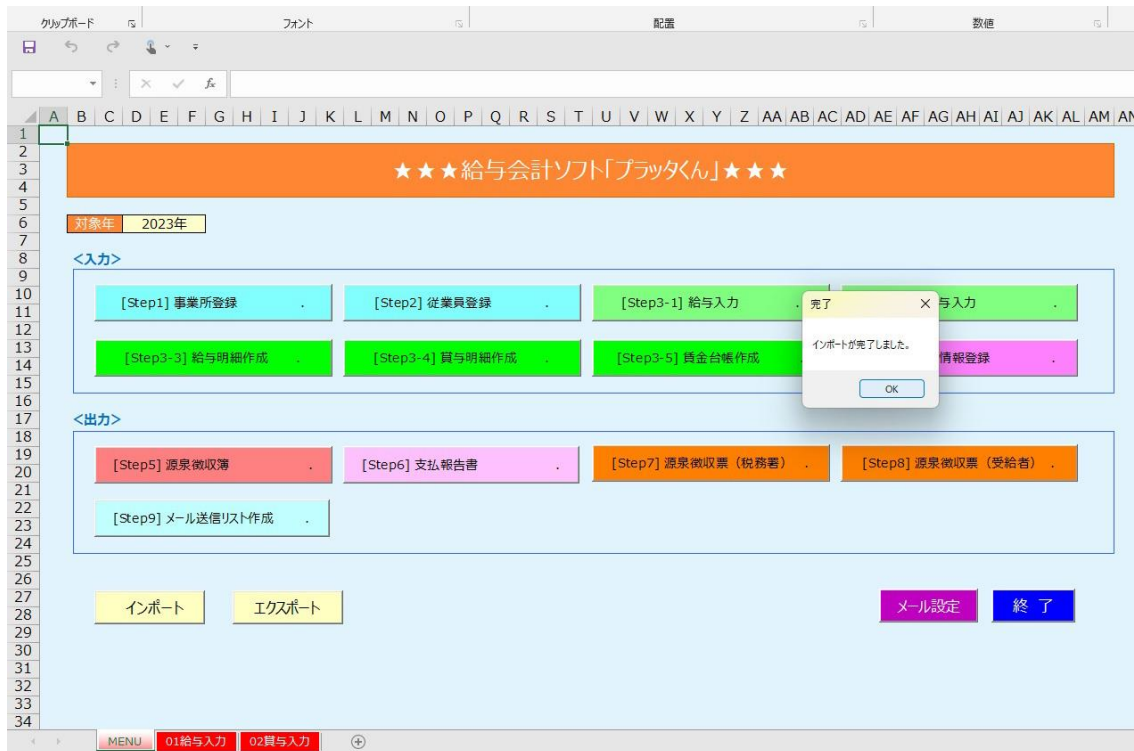 クリップボード フォント 配置 数値
fx
A B C D E F G H I J K L M N O P Q R S T U V W X Y Z AA AB AC AD AE AF AG AH AI AJ AK AL AM AN
1
2
3 ★★★給与会計ソフト「プラッタくん」★★★
4
5
6 対象年 2023年
7
8 <入力>
9
10 [Step1] 事業所登録 . [Step2] 従業員登録 . [Step3-1] 給与入力 . 与入力 .
11
12
13 [Step3-3] 給与明細作成 . [Step3-4] 賞与明細作成 . [Step3-5] 賃金台帳作成 情報登録 .
14
15
16
17 <出力>
18
19 [Step5] 源泉徴収簿 . [Step6] 支払報告書 . [Step7] 源泉徴収票（税務署） . [Step8] 源泉徴収票（受給者） .
20
21
22 [Step9] メール送信リスト作成 .
23
24
25
26
27 インポート エクスポート メール設定 終 了
28
29
30
31
32
33
34
完了
インポートが完了しました。
OK
MENU 01給与入力 02賞与入力